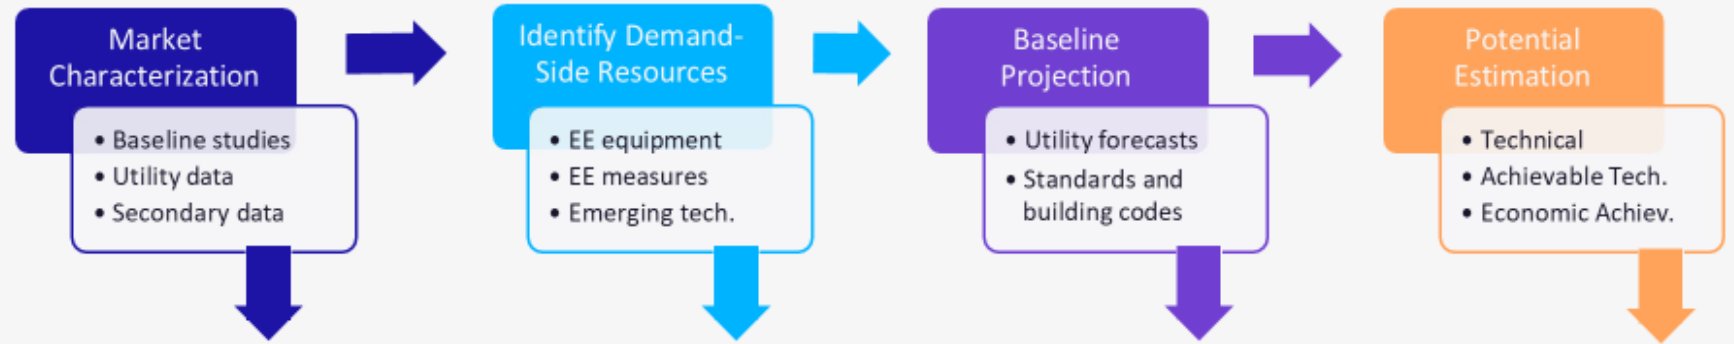 Market
Characterization
• Baseline studies
• Utility data
• Secondary data
Identify Demand-
Side Resources
• EE equipment
• EE measures
• Emerging tech.
Baseline
Projection
• Utility forecasts
• Standards and
building codes
Potential
Estimation
• Technical
• Achievable Tech.
• Economic Achiev.